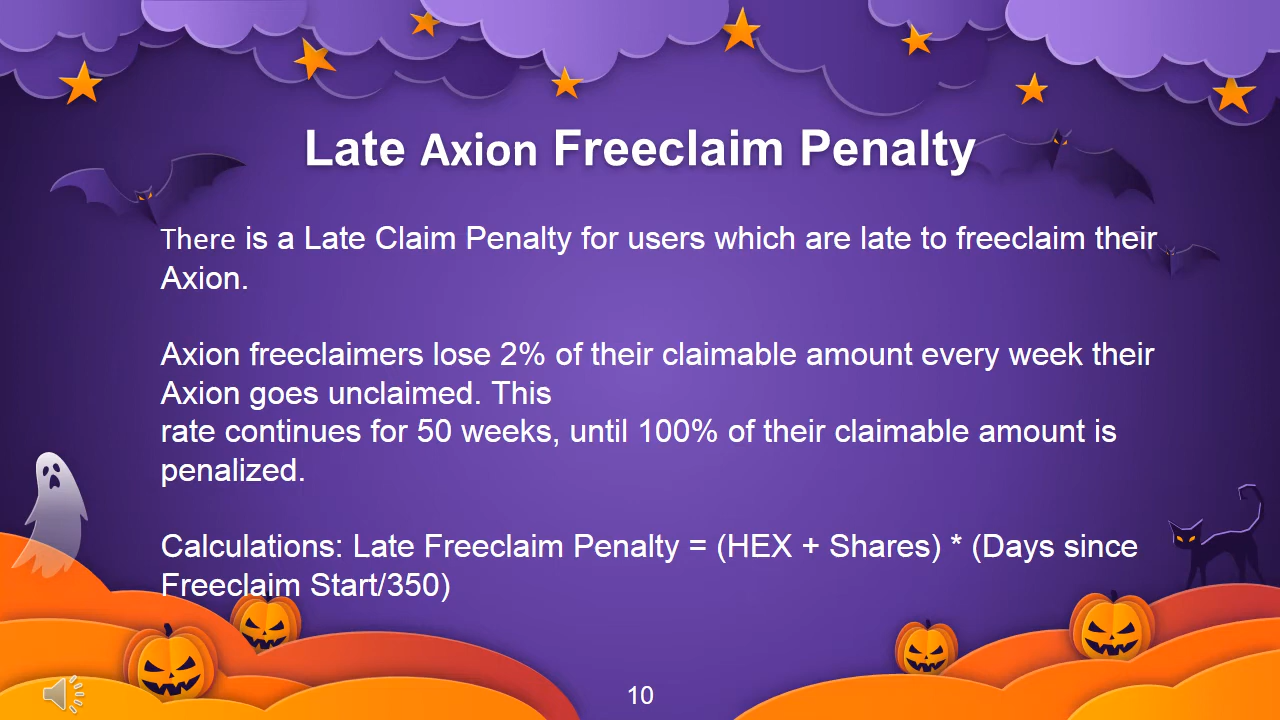 Late Axion Freeclaim Penalty
There is a Late Claim Penalty for users which are late to freeclaim their
Axion.
Axion freeclaimers lose 2% of their claimable amount every week their
Axion goes unclaimed. This
rate continues for 50 weeks, until 100% of their claimable amount is
penalized.
Calculations: Late Freeclaim Penalty = (HEX + Shares) * (Days since
Freeclaim Start/350)
10